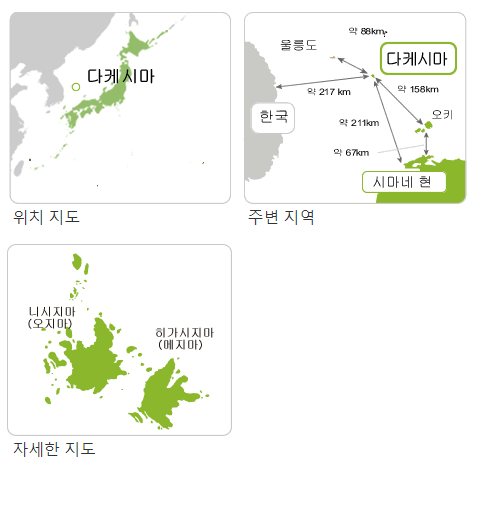 다케시마
위치 지도
약 88km
울릉도
다케시마
약 217 km
약 158km
한국
오키
약 211km
약 67km
시마네 현
주변 지역
니시지마
(오지마)
히가시지마
(메지마)
자세한 지도